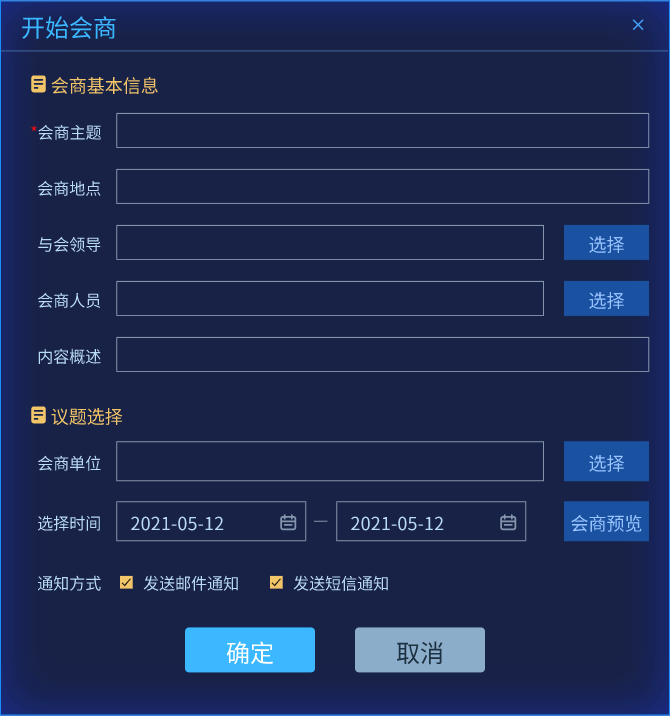 开始会商
会商基本信息
*会商主题
会商地点
与会领导 选择
会商人员 选择
内容概述
议题选择
会商单位 选择
选择时间 2021-05-12 — 2021-05-12 会商预览
通知方式 发送邮件通知 发送短信通知
确定 取消